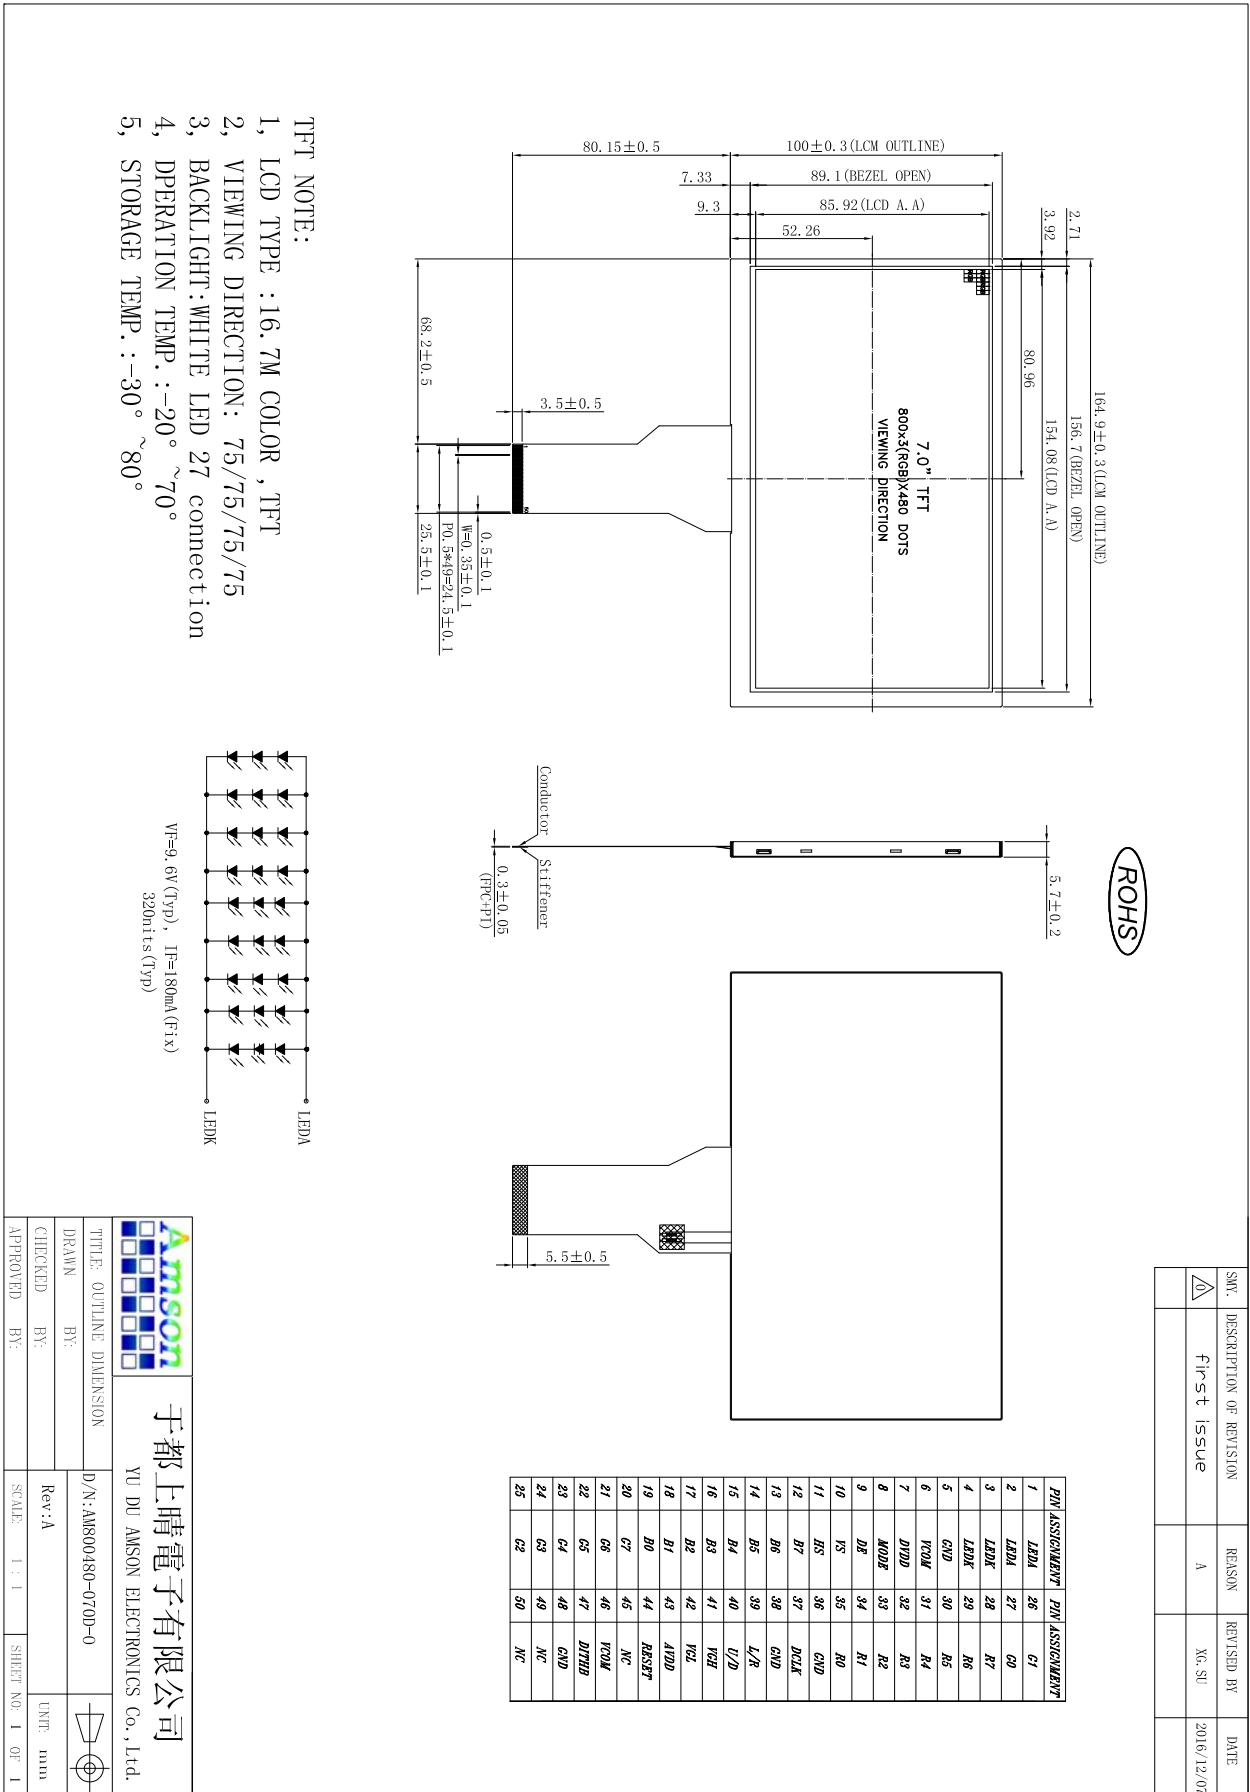 SMY.
DESCRIPTION OF REVISION
REASON
REVISED BY
DATE
0
first issue
A
XG.SU
2016/12/07
ROHS
164.9±0.3(LCM OUTLINE)
156.7(BEZEL OPEN)
154.08(LCD A.A)
80.96
2.71
3.92
100±0.3(LCM OUTLINE)
89.1(BEZEL OPEN)
85.92(LCD A.A)
52.26
7.33
9.3
80.15±0.5
7.0" TFT
800x3(RGB)X480 DOTS
VIEWING DIRECTION
68.2±0.5
3.5±0.5
0.5±0.1
W=0.35±0.1
P0.5*49=24.5±0.1
25.5±0.1
5.7±0.2
Conductor
Stiffener
0.3±0.05
(FPC+PI)
5.5±0.5
PIN ASSIGNMENT PIN ASSIGNMENT
1 LEDA 26 G1
2 LEDA 27 G0
3 LEDK 28 R7
4 LEDK 29 R6
5 GND 30 R5
6 VCOM 31 R4
7 DVDD 32 R3
8 MODE 33 R2
9 DE 34 R1
10 VS 35 R0
11 HS 36 GND
12 B7 37 DCLK
13 B6 38 GND
14 B5 39 L/R
15 B4 40 U/D
16 B3 41 VGH
17 B2 42 VGL
18 B1 43 AVDD
19 B0 44 RESET
20 G7 45 NC
21 G6 46 VCOM
22 G5 47 DITHB
23 G4 48 GND
24 G3 49 NC
25 G2 50 NC
TFT NOTE:
1, LCD TYPE :16.7M COLOR ,TFT
2, VIEWING DIRECTION: 75/75/75/75
3, BACKLIGHT:WHITE LED 27 connection
4, DPERATION TEMP.:-20° ~70°
5, STORAGE TEMP.:-30° ~80°
LEDA
LEDK
VF=9.6V(Typ), IF=180mA(Fix)
320nits(Typ)
Amson
于都上晴電子有限公司
YU DU AMSON ELECTRONICS Co.,Ltd.
TITLE: OUTLINE DIMENSION
D/N:AM800480-070D-0
DRAWN BY:
CHECKED BY:
Rev:A
UNIT: mm
APPROVED BY:
SCALE: 1 : 1
SHEET NO: 1 OF 1